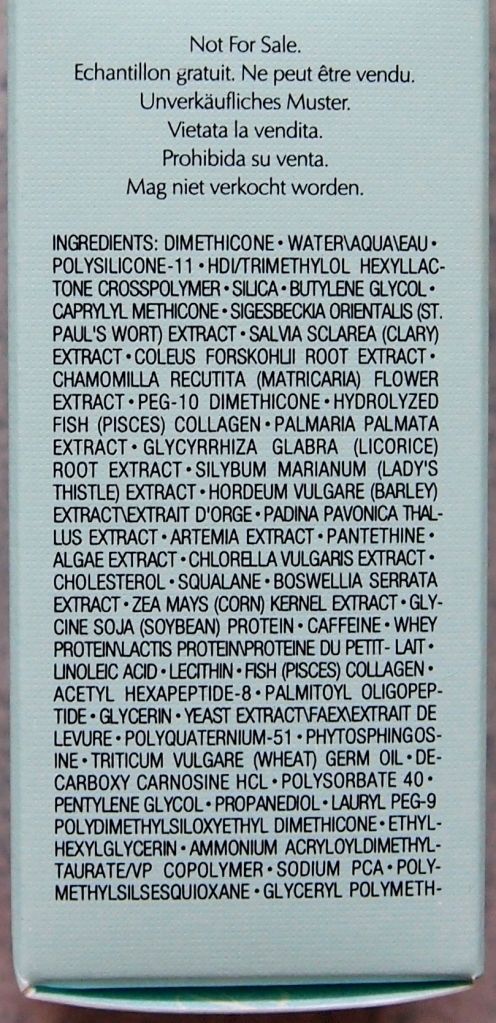 Not For Sale.
Echantillon gratuit. Ne peut être vendu.
Unverkäufliches Muster.
Vietata la vendita.
Prohibida su venta.
Mag niet verkocht worden.
INGREDIENTS: DIMETHICONE • WATER\AQUA\EAU •
POLYSILICONE-11 • HDI/TRIMETHYLOL HEXYLLAC-
TONE CROSSPOLYMER • SILICA • BUTYLENE GLYCOL •
CAPRYLYL METHICONE • SIGESBECKIA ORIENTALIS (ST.
PAUL'S WORT) EXTRACT • SALVIA SCLAREA (CLARY)
EXTRACT • COLEUS FORSKOHLII ROOT EXTRACT •
CHAMOMILLA RECUTITA (MATRICARIA) FLOWER
EXTRACT • PEG-10 DIMETHICONE • HYDROLYZED
FISH (PISCES) COLLAGEN • PALMARIA PALMATA
EXTRACT • GLYCYRRHIZA GLABRA (LICORICE)
ROOT EXTRACT • SILYBUM MARIANUM (LADY'S
THISTLE) EXTRACT • HORDEUM VULGARE (BARLEY)
EXTRACT\EXTRAIT D'ORGE • PADINA PAVONICA THAL-
LUS EXTRACT • ARTEMIA EXTRACT • PANTETHINE •
ALGAE EXTRACT • CHLORELLA VULGARIS EXTRACT •
CHOLESTEROL • SQUALANE • BOSWELLIA SERRATA
EXTRACT • ZEA MAYS (CORN) KERNEL EXTRACT • GLY-
CINE SOJA (SOYBEAN) PROTEIN • CAFFEINE • WHEY
PROTEIN\LACTIS PROTEIN\PROTEINE DU PETIT- LAIT •
LINOLEIC ACID • LECITHIN • FISH (PISCES) COLLAGEN •
ACETYL HEXAPEPTIDE-8 • PALMITOYL OLIGOPEP-
TIDE • GLYCERIN • YEAST EXTRACT\FAEX\EXTRAIT DE
LEVURE • POLYQUATERNIUM-51 • PHYTOSPHINGOS-
INE • TRITICUM VULGARE (WHEAT) GERM OIL • DE-
CARBOXY CARNOSINE HCL • POLYSORBATE 40 •
PENTYLENE GLYCOL • PROPANEDIOL • LAURYL PEG-9
POLYDIMETHYLSILOXYETHYL DIMETHICONE • ETHYL-
HEXYLGLYCERIN • AMMONIUM ACRYLOYLDIMETHYL-
TAURATE/VP COPOLYMER • SODIUM PCA • POLY-
METHYLSILSESQUIOXANE • GLYCERYL POLYMETH-